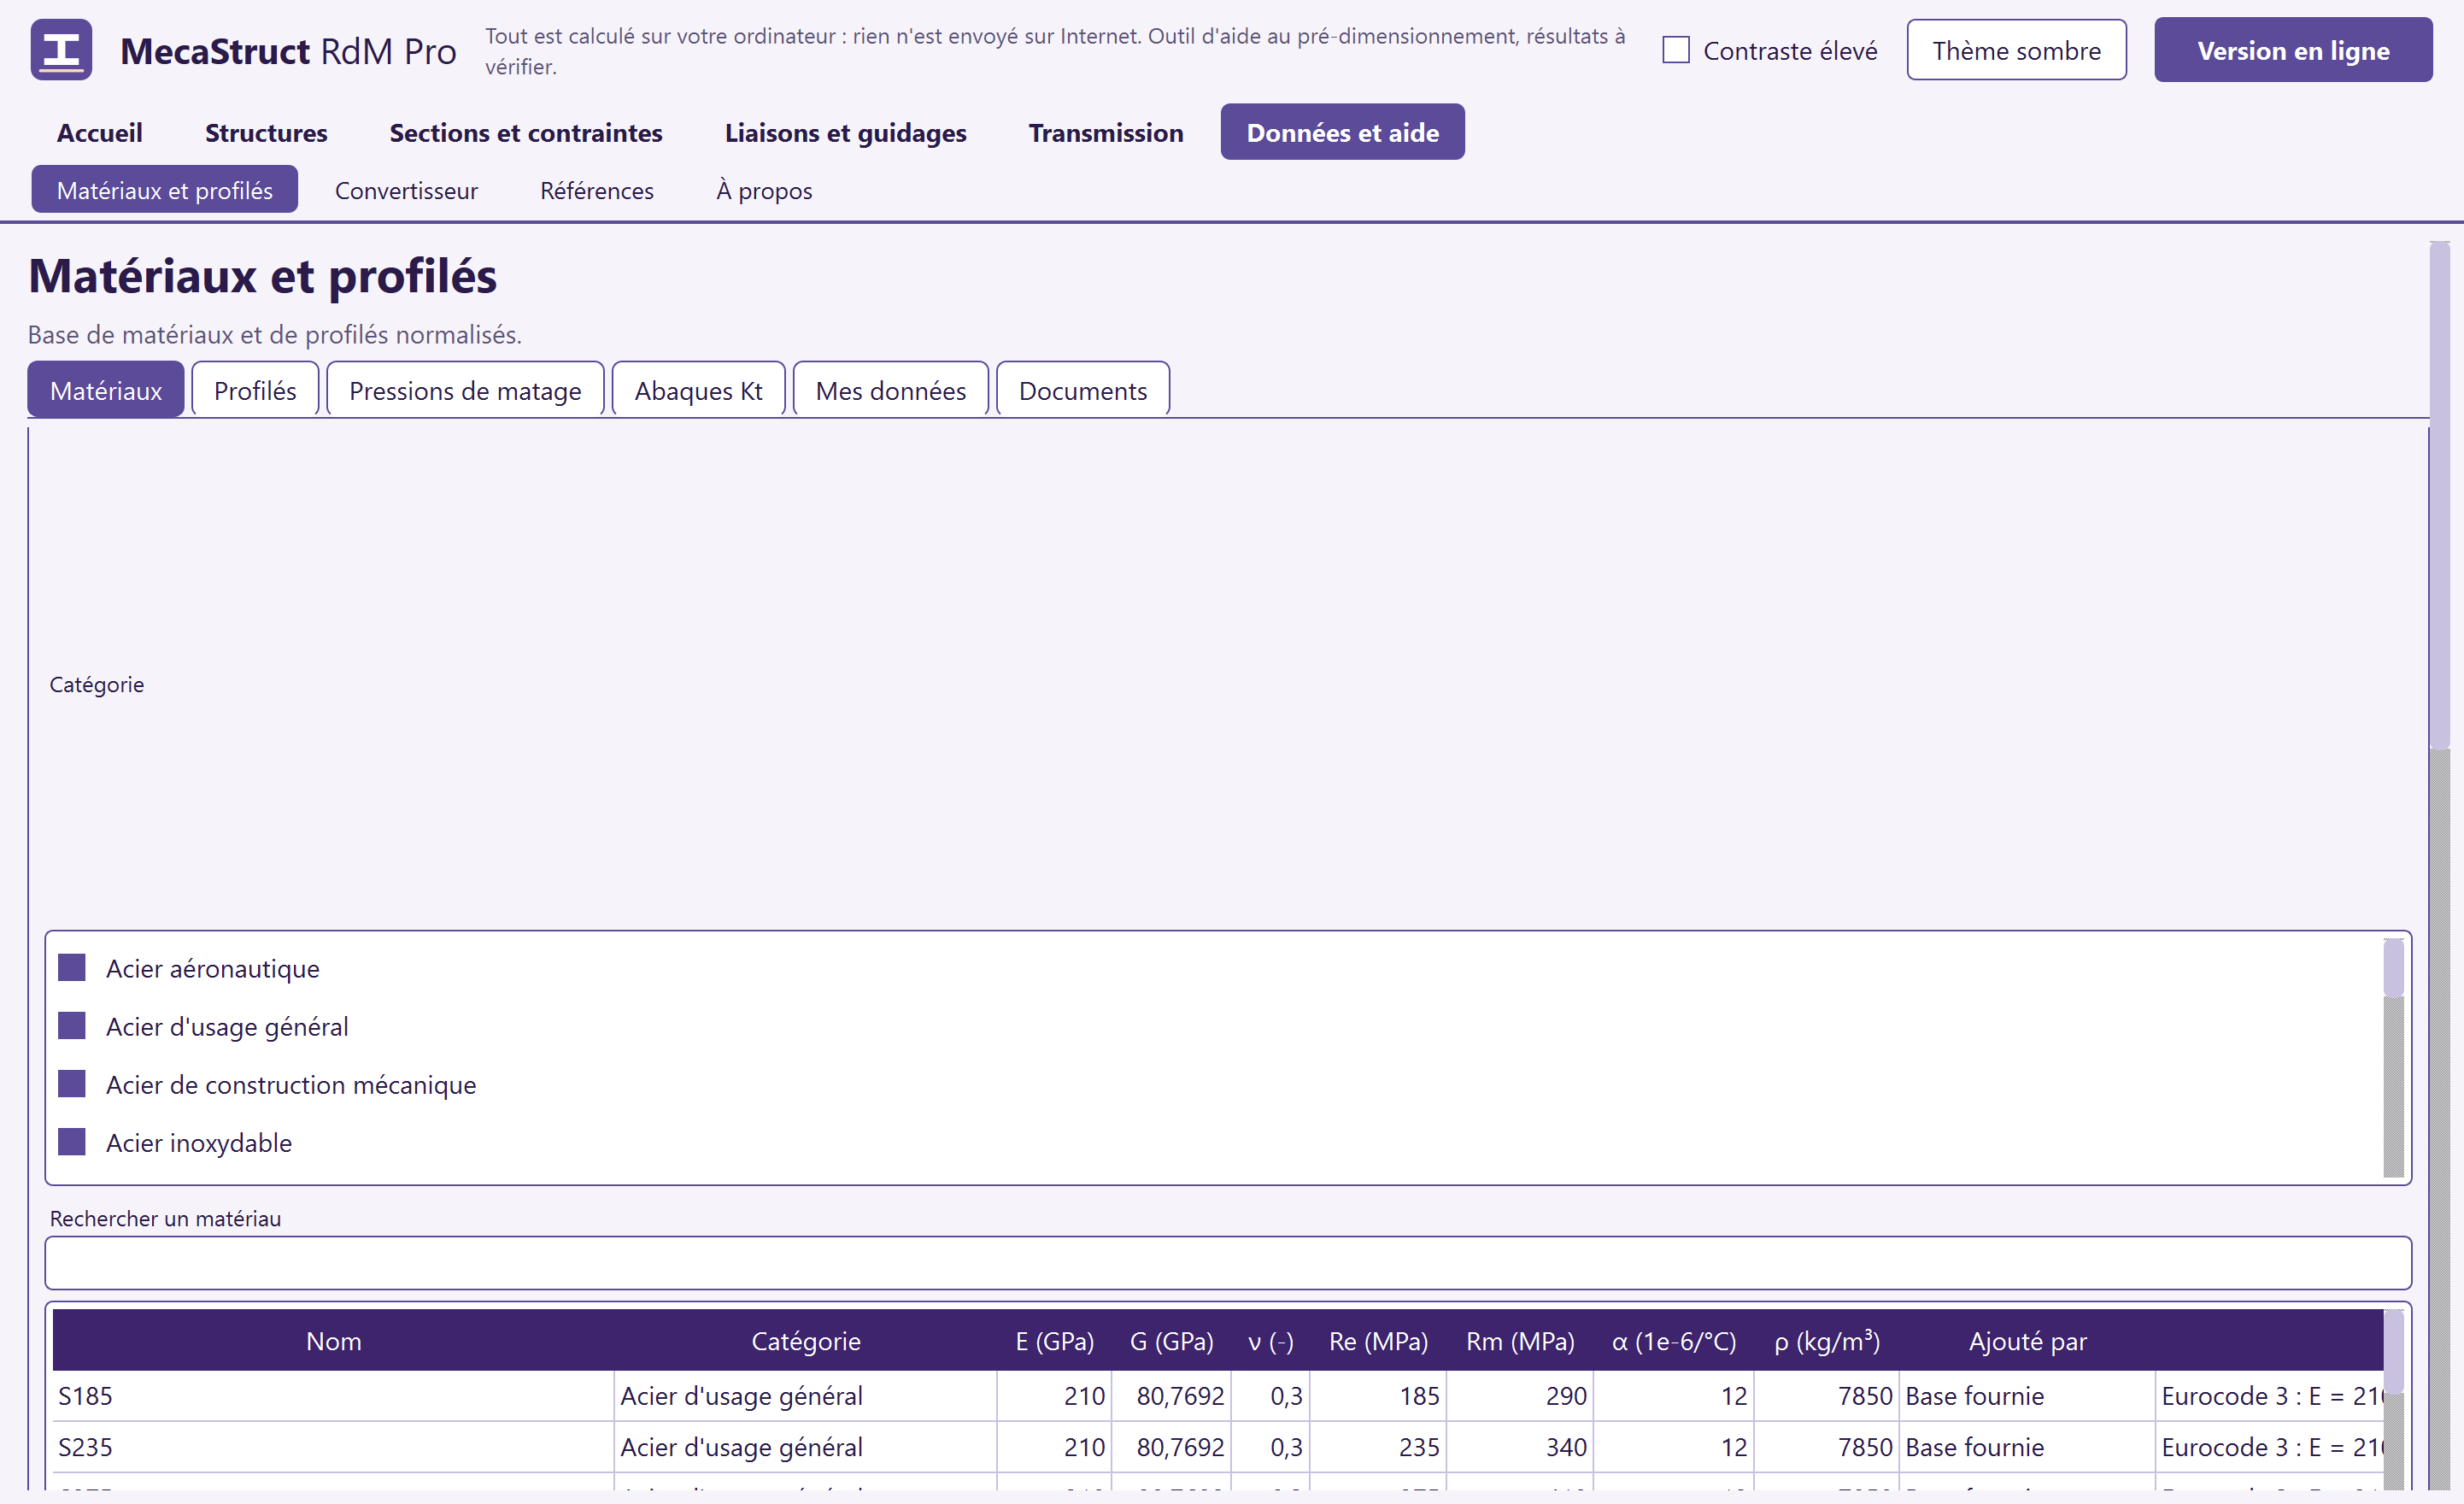 MecaStruct RdM Pro
Tout est calculé sur votre ordinateur : rien n'est envoyé sur Internet. Outil d'aide au pré-dimensionnement, résultats à
vérifier.
Contraste élevé
Thème sombre
Version en ligne
Accueil
Structures
Sections et contraintes
Liaisons et guidages
Transmission
Données et aide
Matériaux et profilés
Convertisseur
Références
À propos
Matériaux et profilés
Base de matériaux et de profilés normalisés.
Matériaux
Profilés
Pressions de matage
Abaques Kt
Mes données
Documents
Catégorie
Acier aéronautique
Acier d'usage général
Acier de construction mécanique
Acier inoxydable
Rechercher un matériau
Nom Catégorie E (GPa) G (GPa) ν (-) Re (MPa) Rm (MPa) α (1e-6/°C) ρ (kg/m³) Ajouté par
S185 Acier d'usage général 210 80,7692 0,3 185 290 12 7850 Base fournie Eurocode 3 : E =
S235 Acier d'usage général 210 80,7692 0,3 235 340 12 7850 Base fournie Eurocode 3 : E =